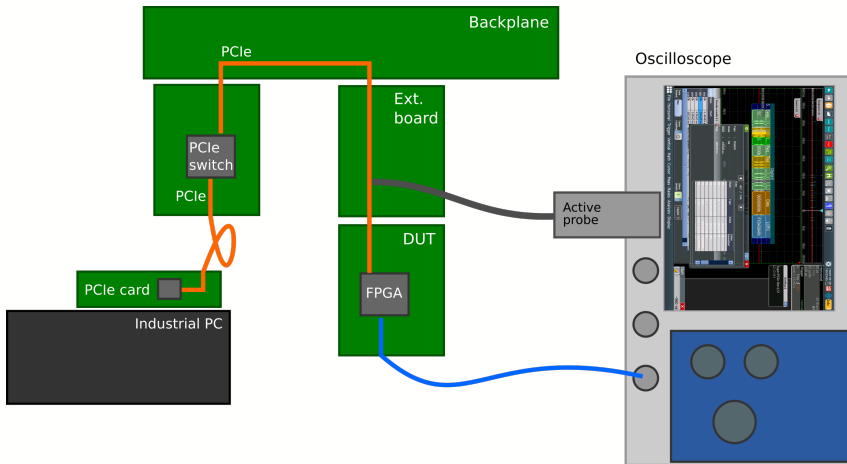 Backplane
Oscilloscope
PCIe
Ext.
board
PCIe
switch
PCIe
Active
probe
DUT
PCIe card
FPGA
Industrial PC